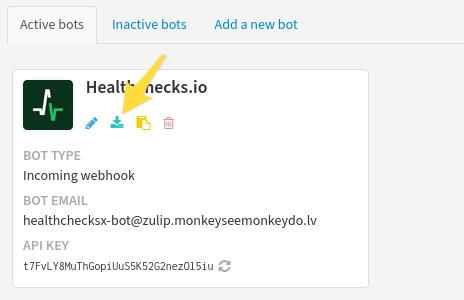 Active bots
Inactive bots
Add a new bot
Healthchecks.io
BOT TYPE
Incoming webhook
BOT EMAIL
healthchecksx-bot@zulip.monkeyseemonkeydo.lv
API KEY
t7FvLY8MuThGopiUuS5K52G2nezOl5iu